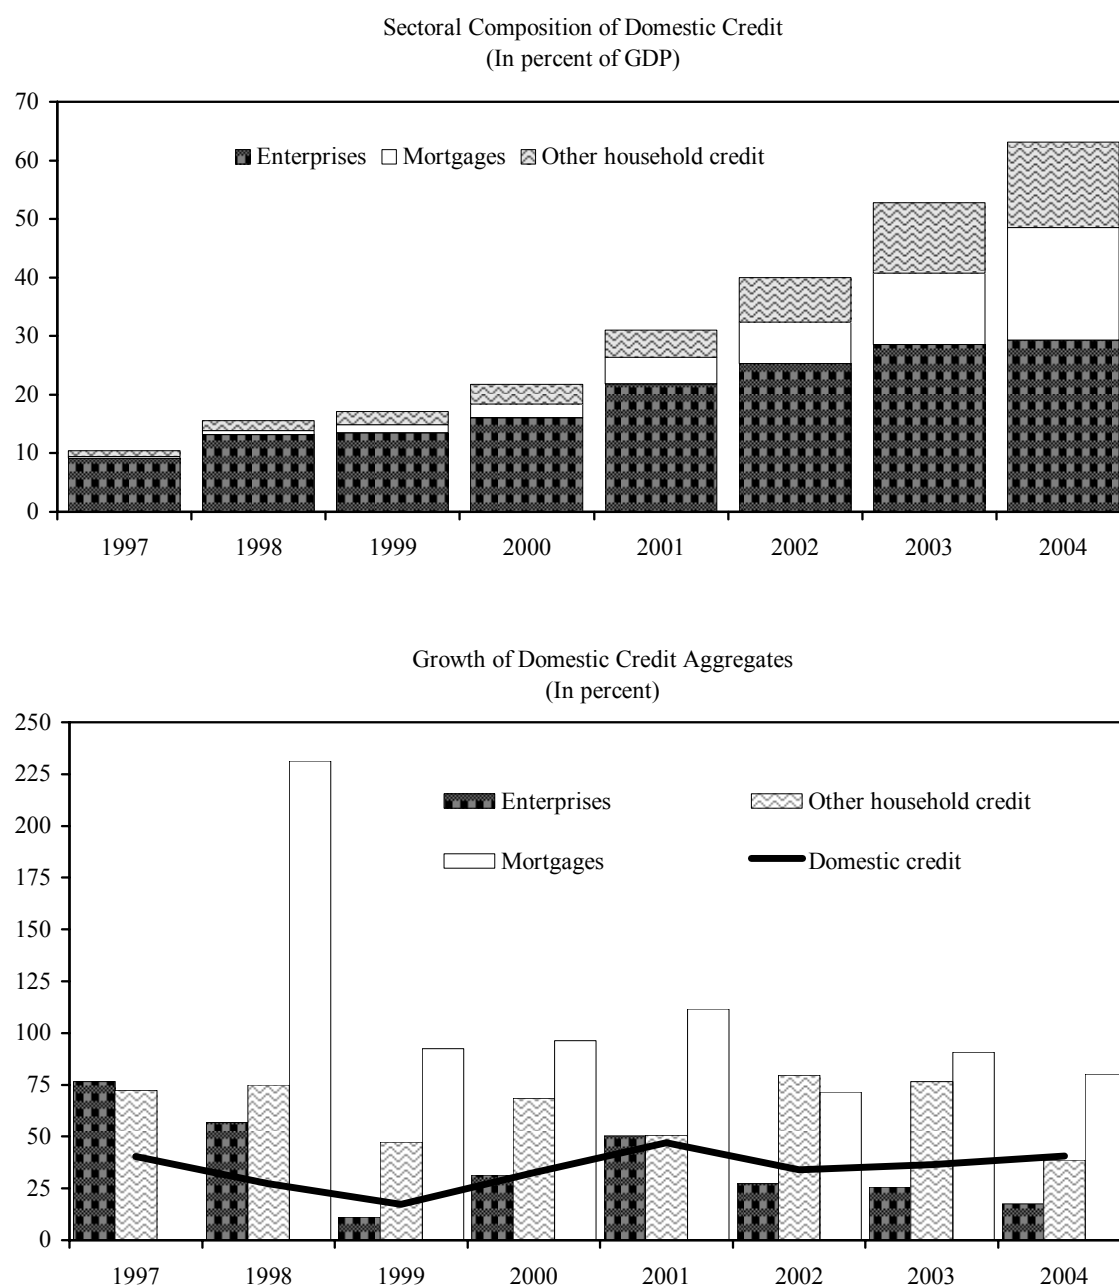 Sectoral Composition of Domestic Credit
(In percent of GDP)
70
60
50
40
30
20
10
0
Enterprises Mortgages Other household credit
1997 1998 1999 2000 2001 2002 2003 2004
Growth of Domestic Credit Aggregates
(In percent)
250
225
200
175
150
125
100
75
50
25
0
Enterprises Other household credit
Mortgages Domestic credit
1997 1998 1999 2000 2001 2002 2003 2004